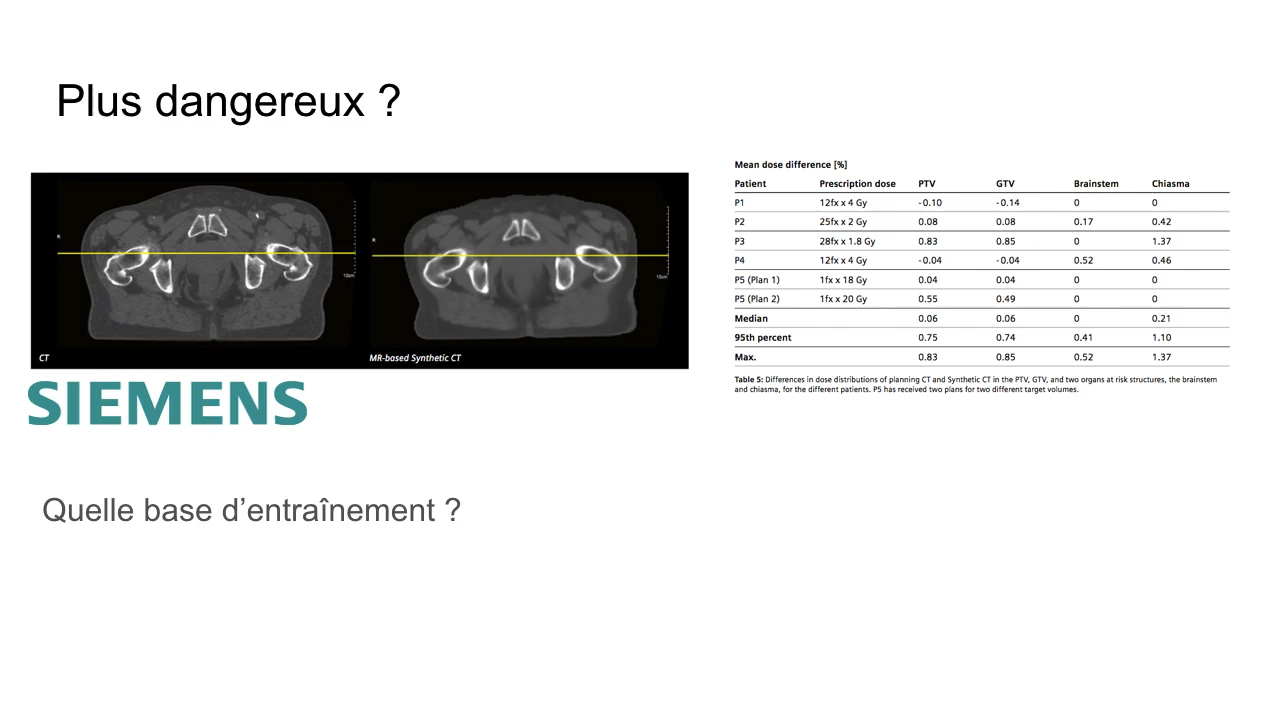 Plus dangereux ?
R
R
10cm
10cm
CT
MR-based Synthetic CT
SIEMENS
Mean dose difference [%]
Patient Prescription dose PTV GTV Brainstem Chiasma
P1 12fx x 4 Gy -0.10 -0.14 0 0
P2 25fx x 2 Gy 0.08 0.08 0.17 0.42
P3 28fx x 1.8 Gy 0.83 0.85 0 1.37
P4 12fx x 4 Gy -0.04 -0.04 0.52 0.46
P5 (Plan 1) 1fx x 18 Gy 0.04 0.04 0 0
P5 (Plan 2) 1fx x 20 Gy 0.55 0.49 0 0
Median 0.06 0.06 0 0.21
95th percent 0.75 0.74 0.41 1.10
Max. 0.83 0.85 0.52 1.37
Table 5: Differences in dose distributions of planning CT and Synthetic CT in the PTV, GTV, and two organs at risk structures, the brainstem
and chiasma, for the different patients. P5 has received two plans for two different target volumes.
Quelle base d’entraînement ?